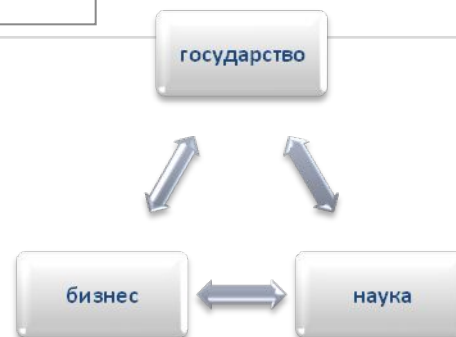 государство
бизнес
наука